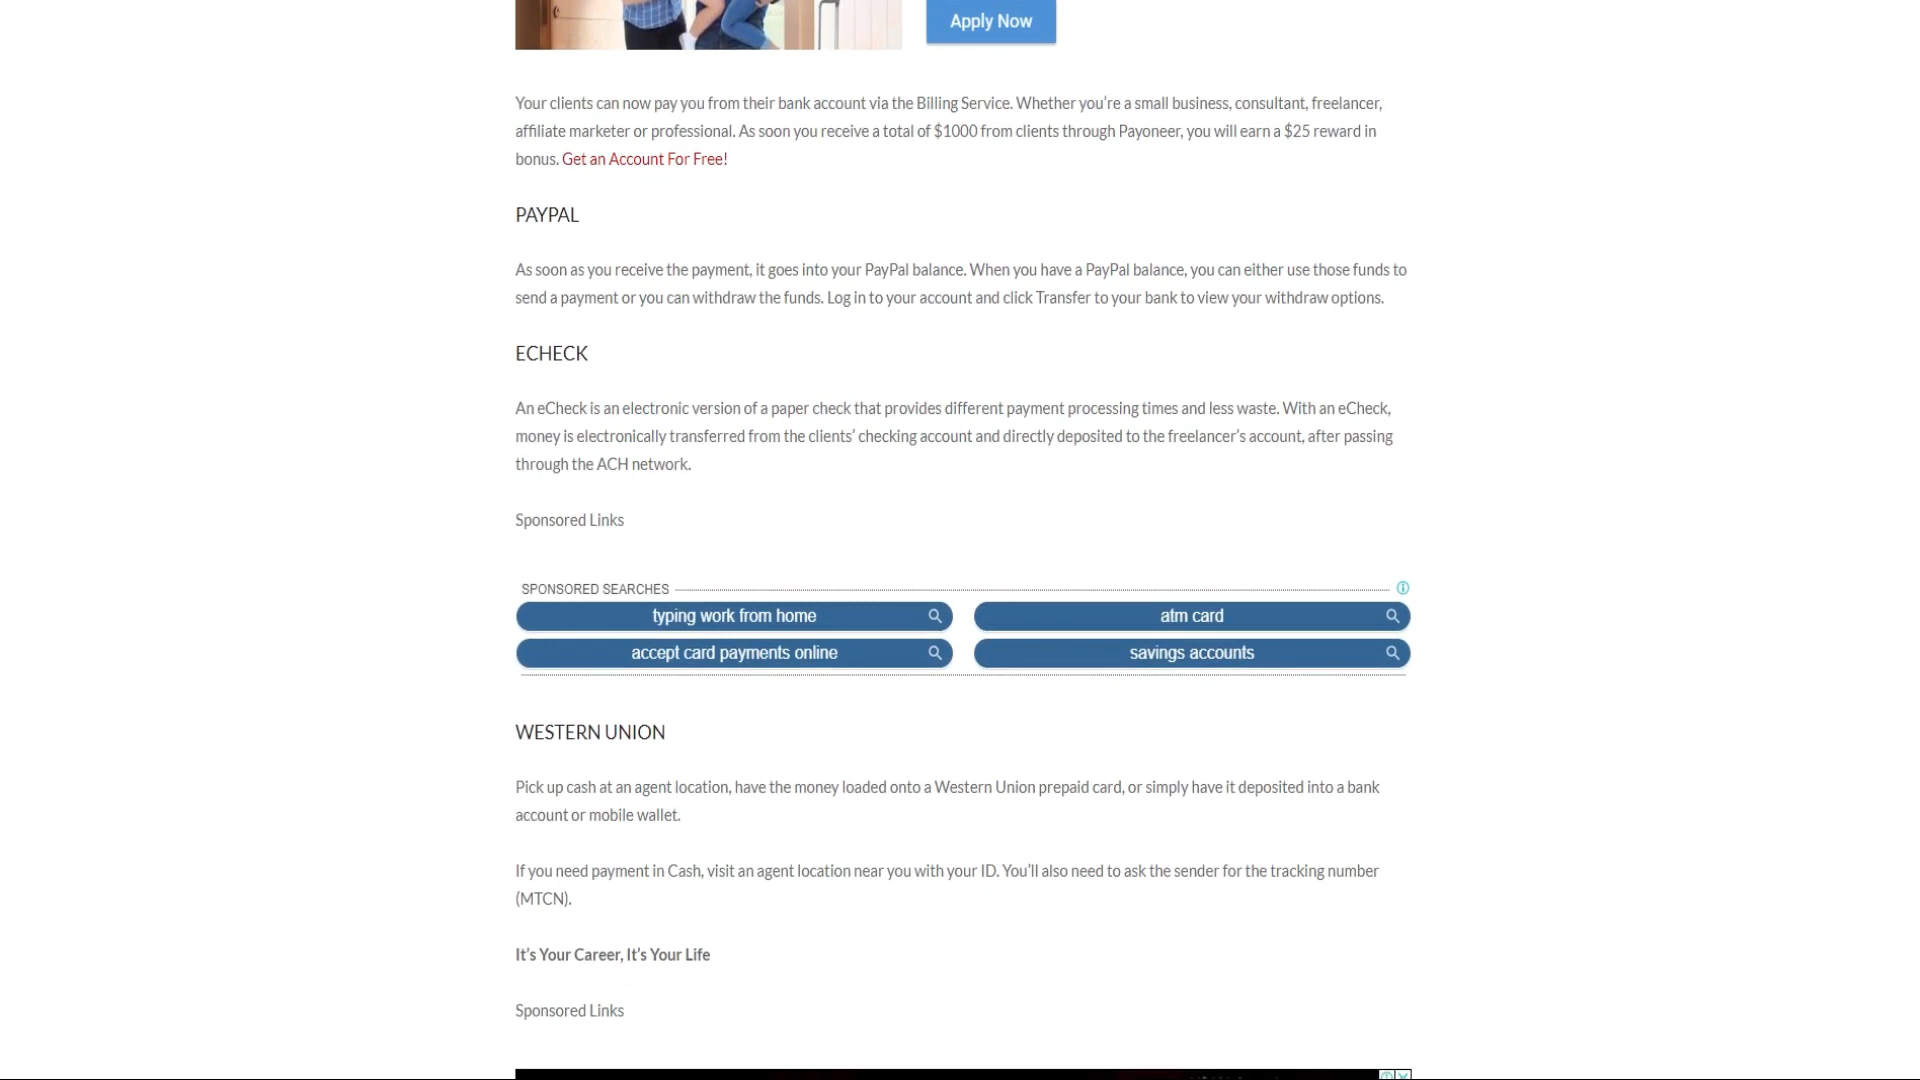 Apply Now
Your clients can now pay you from their bank account via the Billing Service. Whether you're a small business, consultant, freelancer,
affiliate marketer or professional. As soon you receive a total of $1000 from clients through Payoneer, you will earn a $25 reward in
bonus. Get an Account For Free!
PAYPAL
As soon as you receive the payment, it goes into your PayPal balance. When you have a PayPal balance, you can either use those funds to
send a payment or you can withdraw the funds. Log in to your account and click Transfer to your bank to view your withdraw options.
ECHECK
An eCheck is an electronic version of a paper check that provides different payment processing times and less waste. With an eCheck,
money is electronically transferred from the clients' checking account and directly deposited to the freelancer's account, after passing
through the ACH network.
Sponsored Links
SPONSORED SEARCHES
typing work from home
atm card
accept card payments online
savings accounts
WESTERN UNION
Pick up cash at an agent location, have the money loaded onto a Western Union prepaid card, or simply have it deposited into a bank
account or mobile wallet.
If you need payment in Cash, visit an agent location near you with your ID. You'll also need to ask the sender for the tracking number
(MTCN).
It's Your Career, It's Your Life
Sponsored Links